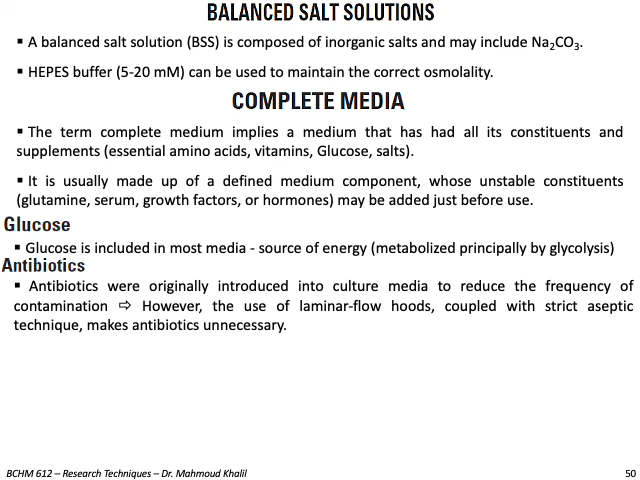 BALANCED SALT SOLUTIONS
▪ A balanced salt solution (BSS) is composed of inorganic salts and may include Na₂CO₃.
▪ HEPES buffer (5-20 mM) can be used to maintain the correct osmolality.
COMPLETE MEDIA
▪ The term complete medium implies a medium that has had all its constituents and
supplements (essential amino acids, vitamins, Glucose, salts).
▪ It is usually made up of a defined medium component, whose unstable constituents
(glutamine, serum, growth factors, or hormones) may be added just before use.
Glucose
▪ Glucose is included in most media - source of energy (metabolized principally by glycolysis)
Antibiotics
▪ Antibiotics were originally introduced into culture media to reduce the frequency of
contamination ⇨ However, the use of laminar-flow hoods, coupled with strict aseptic
technique, makes antibiotics unnecessary.
BCHM 612 – Research Techniques – Dr. Mahmoud Khalil
50